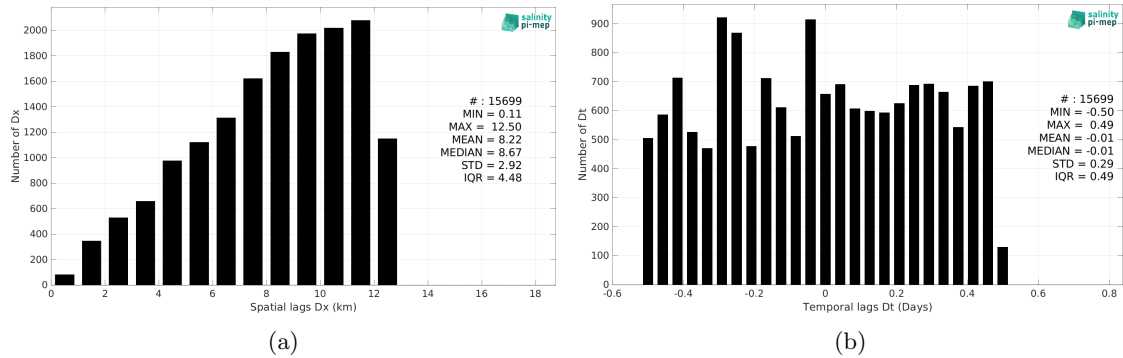 2000
1800
1600
1400
1200
1000
800
600
400
200
0
Number of Dx
0 2 4 6 8 10 12 14 16 18
Spatial lags Dx (km)
salinity
pi-mep
# : 15699
MIN = 0.11
MAX = 12.50
MEAN = 8.22
MEDIAN = 8.67
STD = 2.92
IQR = 4.48
(a)
900
800
700
600
500
400
300
200
100
0
Number of Dt
-0.6 -0.4 -0.2 0 0.2 0.4 0.6 0.8
Temporal lags Dt (Days)
salinity
pi-mep
# : 15699
MIN = -0.50
MAX = 0.49
MEAN = -0.01
MEDIAN = -0.01
STD = 0.29
IQR = 0.49
(b)